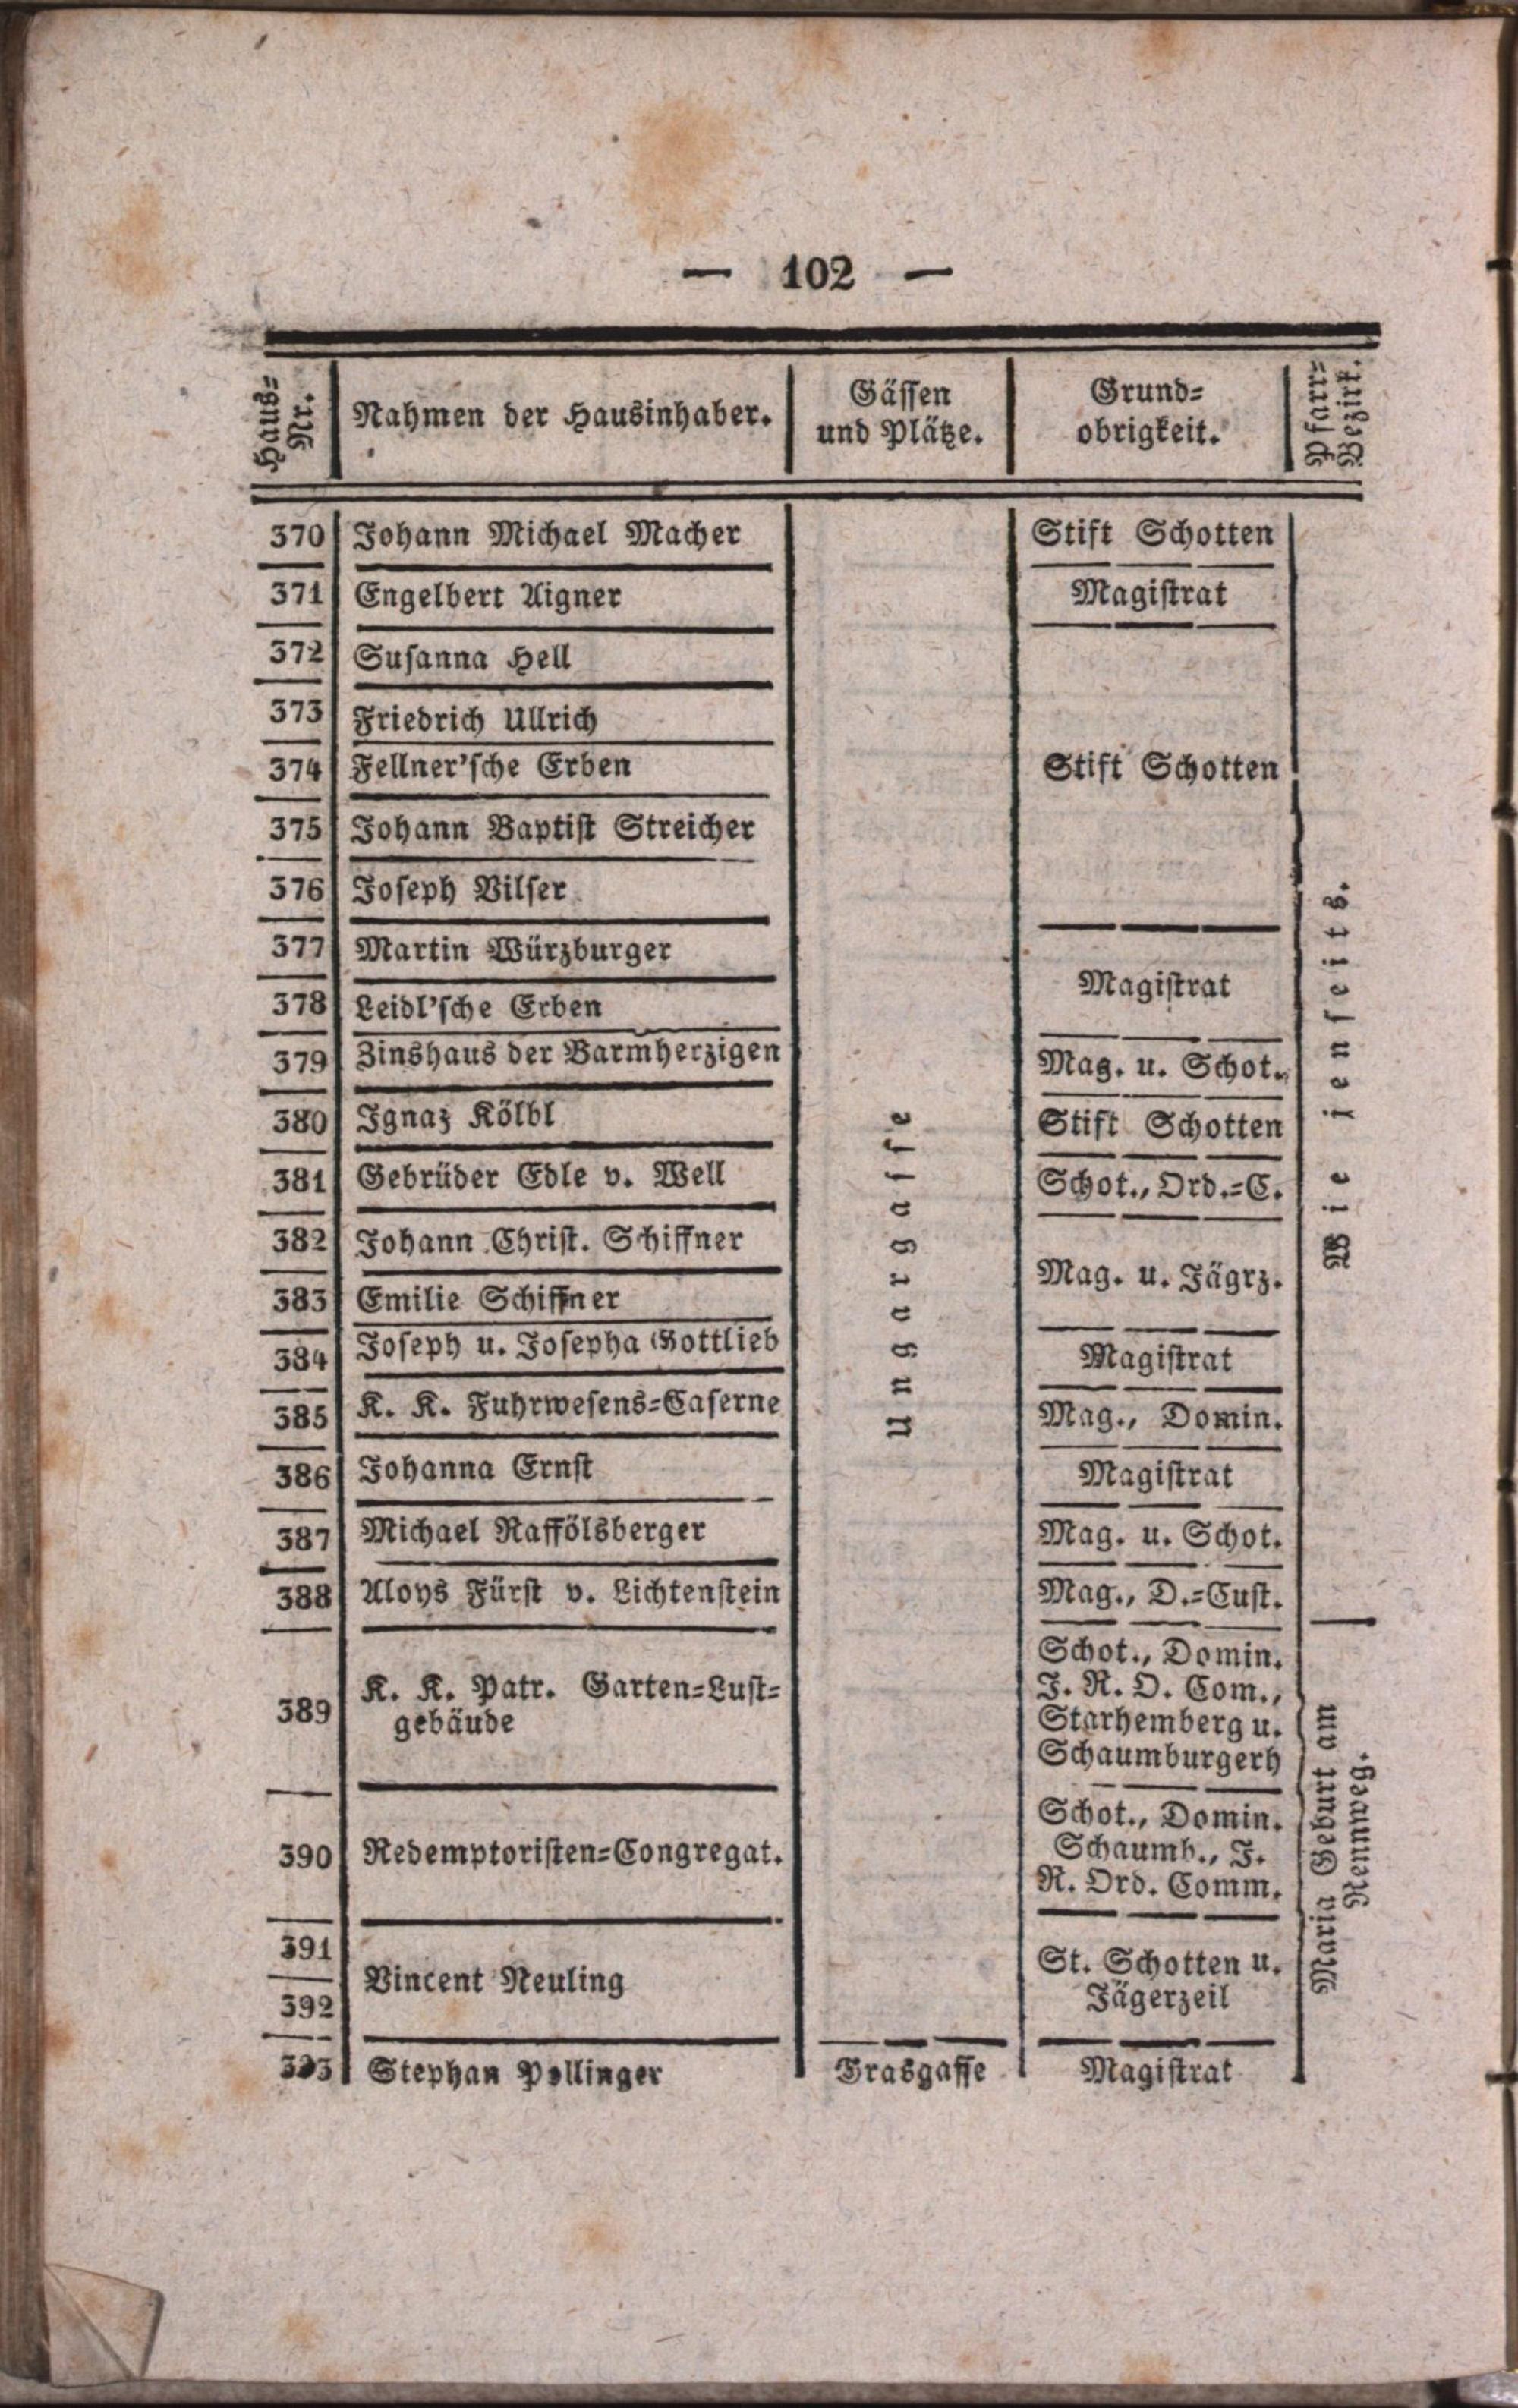 — 102 —
Haus-
Nr.
Nahmen der Hausinhaber.
Gässen
und Plätze.
Grund-
obrigkeit.
Pfarr-
Bezirk.
370 Johann Michael Macher Stift Schotten
371 Engelbert Aigner Magistrat
372 Susanna Hell
373 Friedrich Ullrich
374 Fellner'sche Erben Stift Schotten
375 Johann Baptist Streicher
376 Joseph Vilser
377 Martin Würzburger
Magistrat
378 Leidl'sche Erben
379 Zinshaus der Barmherzigen Mag. u. Schot.
380 Ignaz Kölbl Stift Schotten
381 Gebrüder Edle v. Well Schot., Ord.-C.
382 Johann Christ. Schiffner
Mag. u. Jägrz.
383 Emilie Schiffner
384 Joseph u. Josepha Gottlieb Magistrat
385 K. K. Fuhrwesens-Caserne Mag., Domin.
386 Johanna Ernst Magistrat
387 Michael Raffölsberger Mag. u. Schot.
388 Aloys Fürst v. Lichtenstein Mag., D.-Cust.
Ungargasse
Wie jenseits.
389 K. K. Patr. Garten-Lust-
gebäude
Schot., Domin.
J. R. O. Com.,
Starhemberg u.
Schaumburgerh
390 Redemptoristen-Congregat.
Schot., Domin.
Schaumb., J.
R. Ord. Comm.
391
392
Vincent Neuling
St. Schotten u.
Jägerzeil
Maria Geburt am
Rennweg.
393 Stephan Pollinger Grasgasse Magistrat